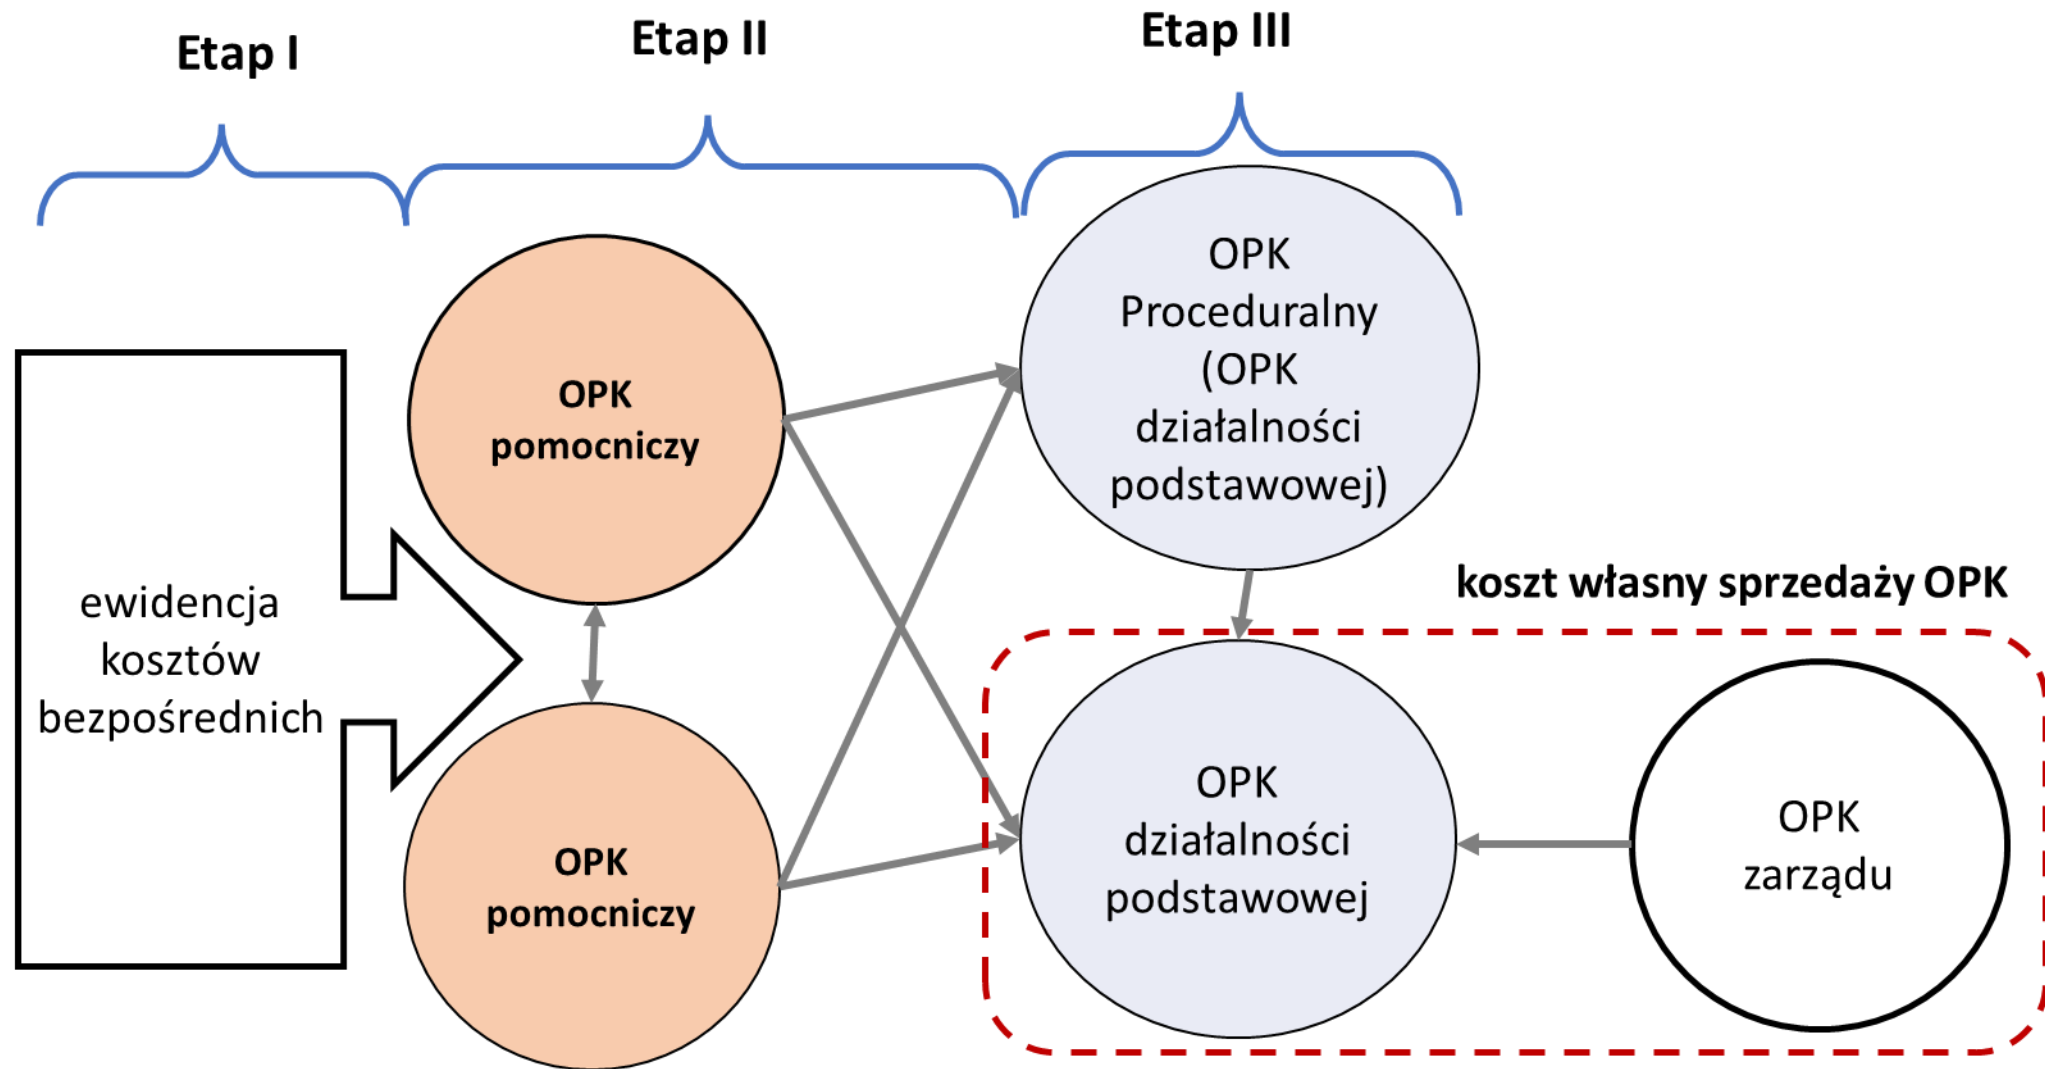 Etap I
Etap II
Etap III
OPK
pomocniczy
OPK
Proceduralny
(OPK
działalności
podstawowej)
ewidencja
kosztów
bezpośrednich
koszt własny sprzedaży OPK
OPK
pomocniczy
OPK
działalności
podstawowej
OPK
zarządu